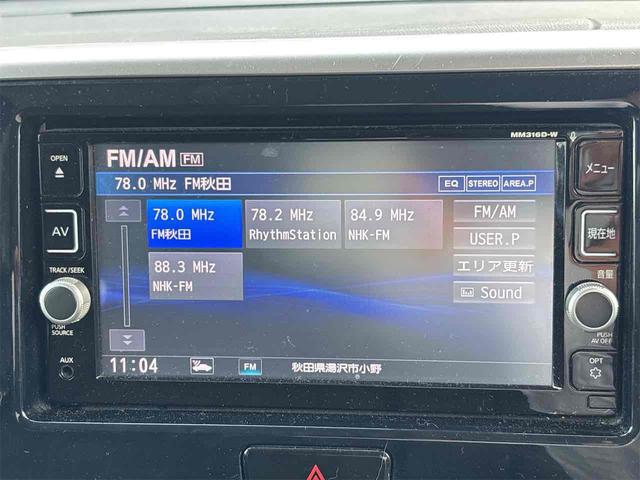 MM316D-W
OPEN
AV
TRACK/SEEK
PUSH
SOURCE
AUX
FM/AM FM
78.0 MHz FM秋田
EQ STEREO AREA.P
78.0 MHz
FM秋田
78.2 MHz
RhythmStation
84.9 MHz
NHK-FM
88.3 MHz
NHK-FM
FM/AM
USER.P
エリア更新
Sound
11:04
FM
秋田県湯沢市小野
メニュー
現在地
音量
PUSH
AV OFF
OPT